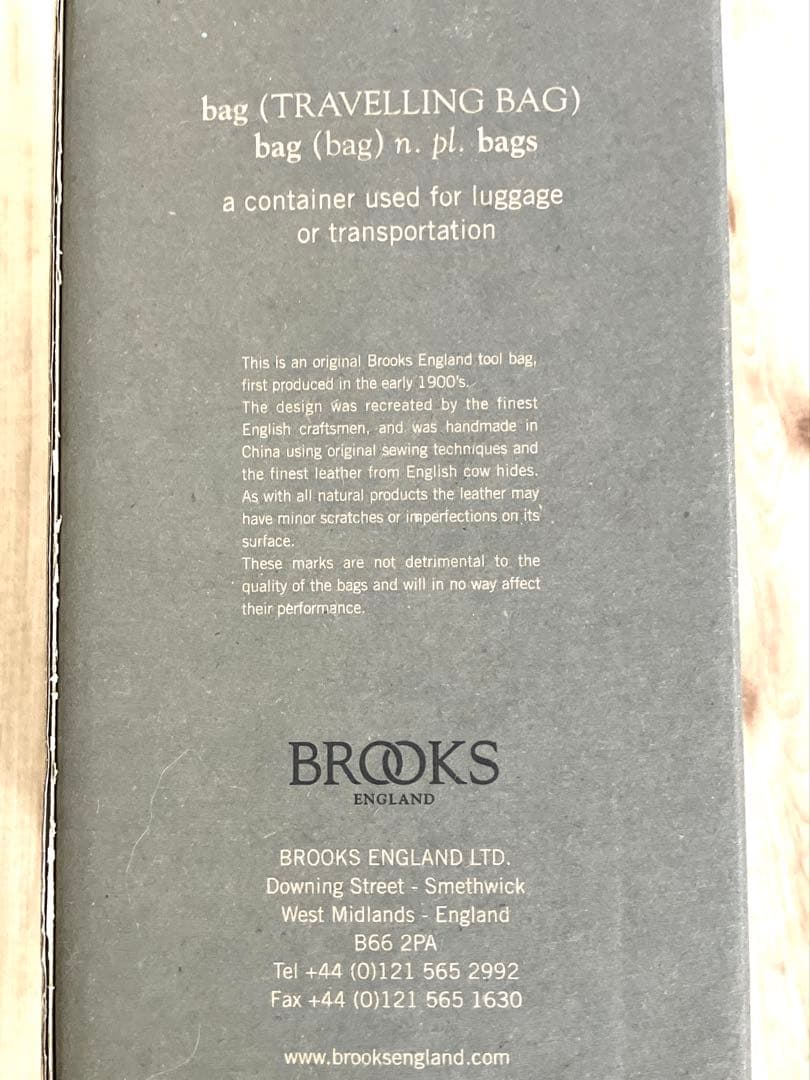 bag (TRAVELLING BAG)
bag (bag) n. pl. bags
a container used for luggage
or transportation
This is an original Brooks England tool bag,
first produced in the early 1900's.
The design was recreated by the finest
English craftsmen, and was handmade in
China using original sewing techniques and
the finest leather from English cow hides.
As with all natural products the leather may
have minor scratches or imperfections on its
surface.
These marks are not detrimental to the
quality of the bags and will in no way affect
their performance.
BROOKS
ENGLAND
BROOKS ENGLAND LTD.
Downing Street - Smethwick
West Midlands - England
B66 2PA
Tel +44 (0)121 565 2992
Fax +44 (0)121 565 1630
www.brooksengland.com